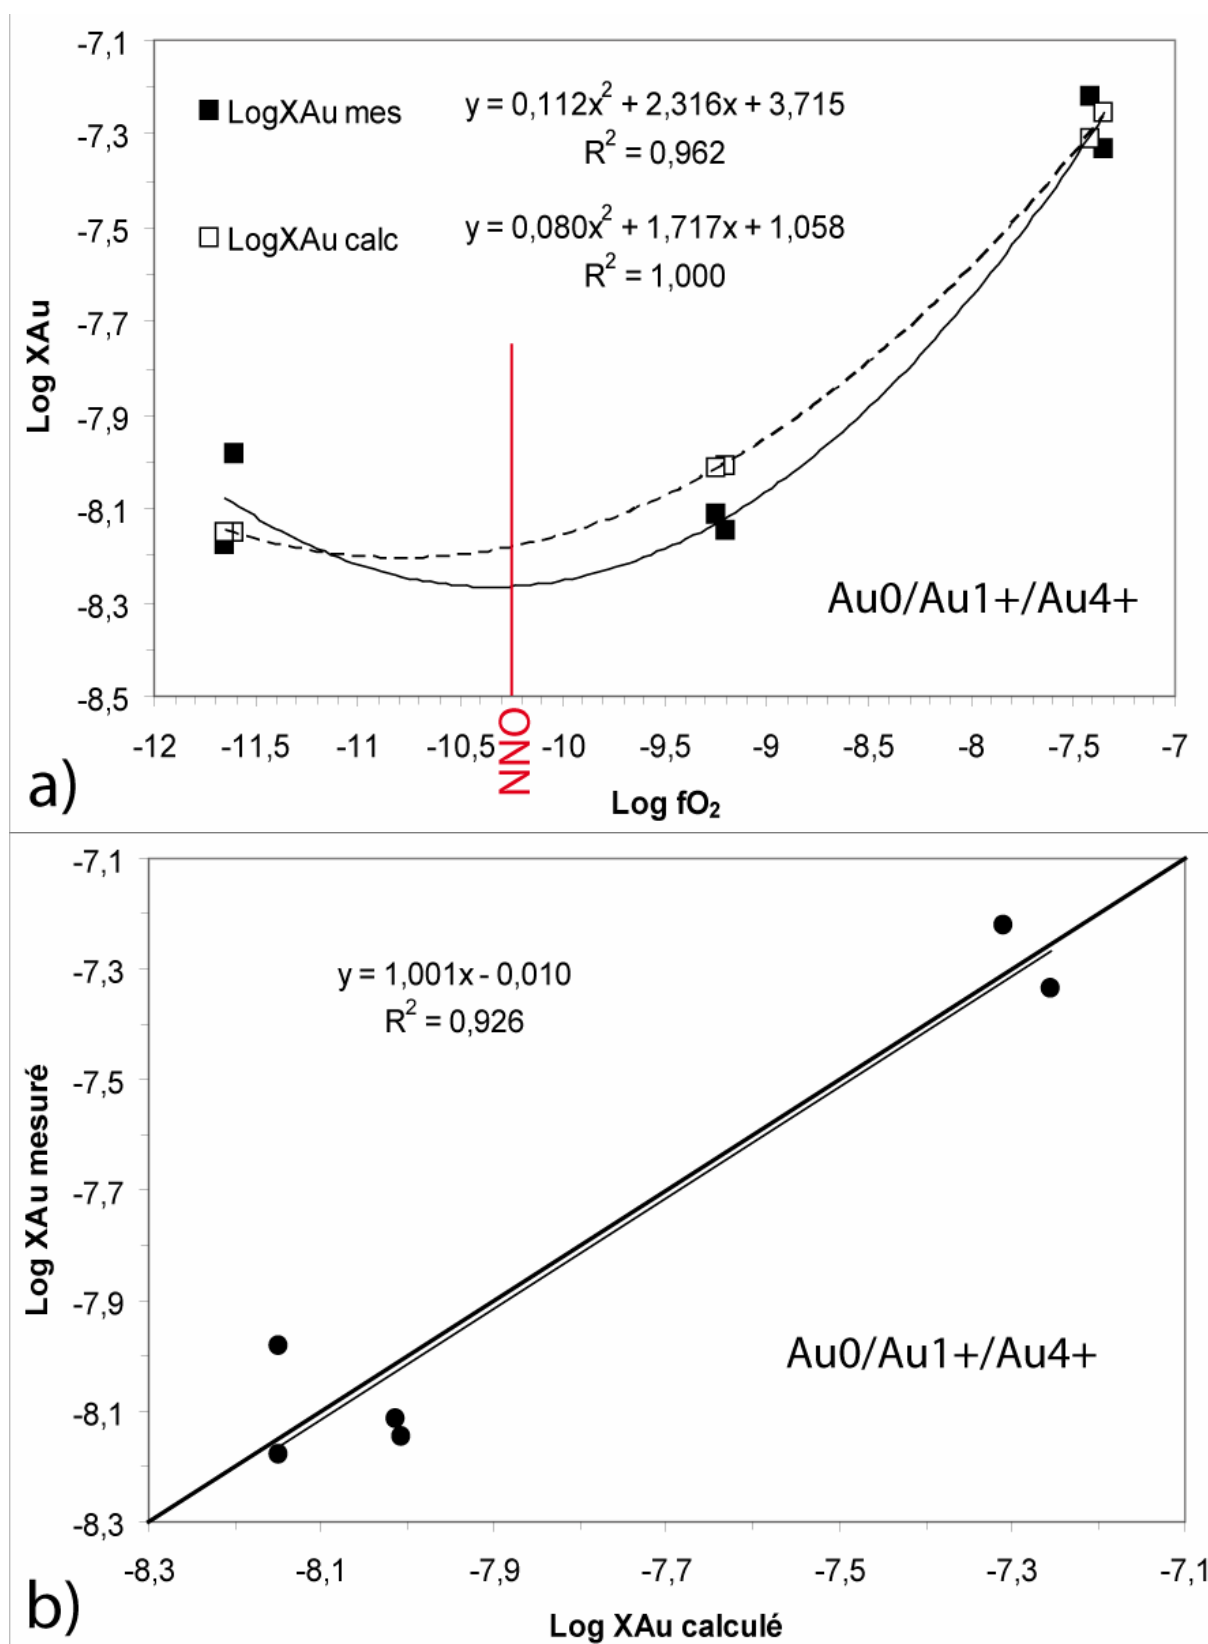 -7,1
-7,3
-7,5
-7,7
-7,9
-8,1
-8,3
-8,5
Log XAu
LogXAu mes
y = 0,112x² + 2,316x + 3,715
R² = 0,962
LogXAu calc
y = 0,080x² + 1,717x + 1,058
R² = 1,000
Au0/Au1+/Au4+
-12 -11,5 -11 -10,5 -10 -9,5 -9 -8,5 -8 -7,5 -7
NNO
a)
Log fO₂
-7,1
-7,3
-7,5
-7,7
-7,9
-8,1
-8,3
Log XAu mesuré
y = 1,001x - 0,010
R² = 0,926
Au0/Au1+/Au4+
-8,3 -8,1 -7,9 -7,7 -7,5 -7,3 -7,1
b)
Log XAu calculé